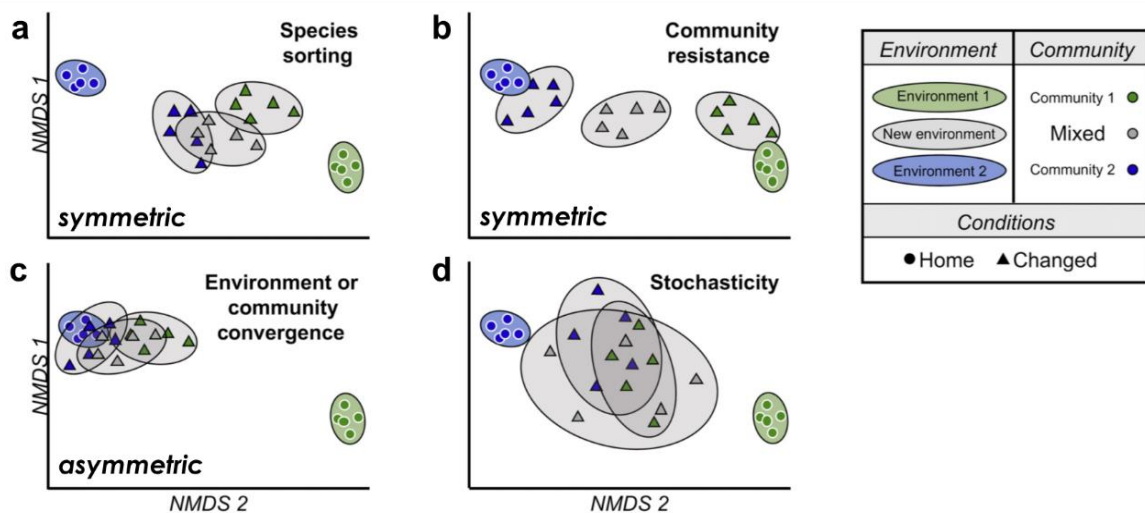 a
Species
sorting
NMDS 1
symmetric
b
Community
resistance
symmetric
c
Environment or
community
convergence
NMDS 1
asymmetric
NMDS 2
d
Stochasticity
NMDS 2
Environment
Community
Environment 1
Community 1
New environment
Mixed
Environment 2
Community 2
Conditions
Home
Changed